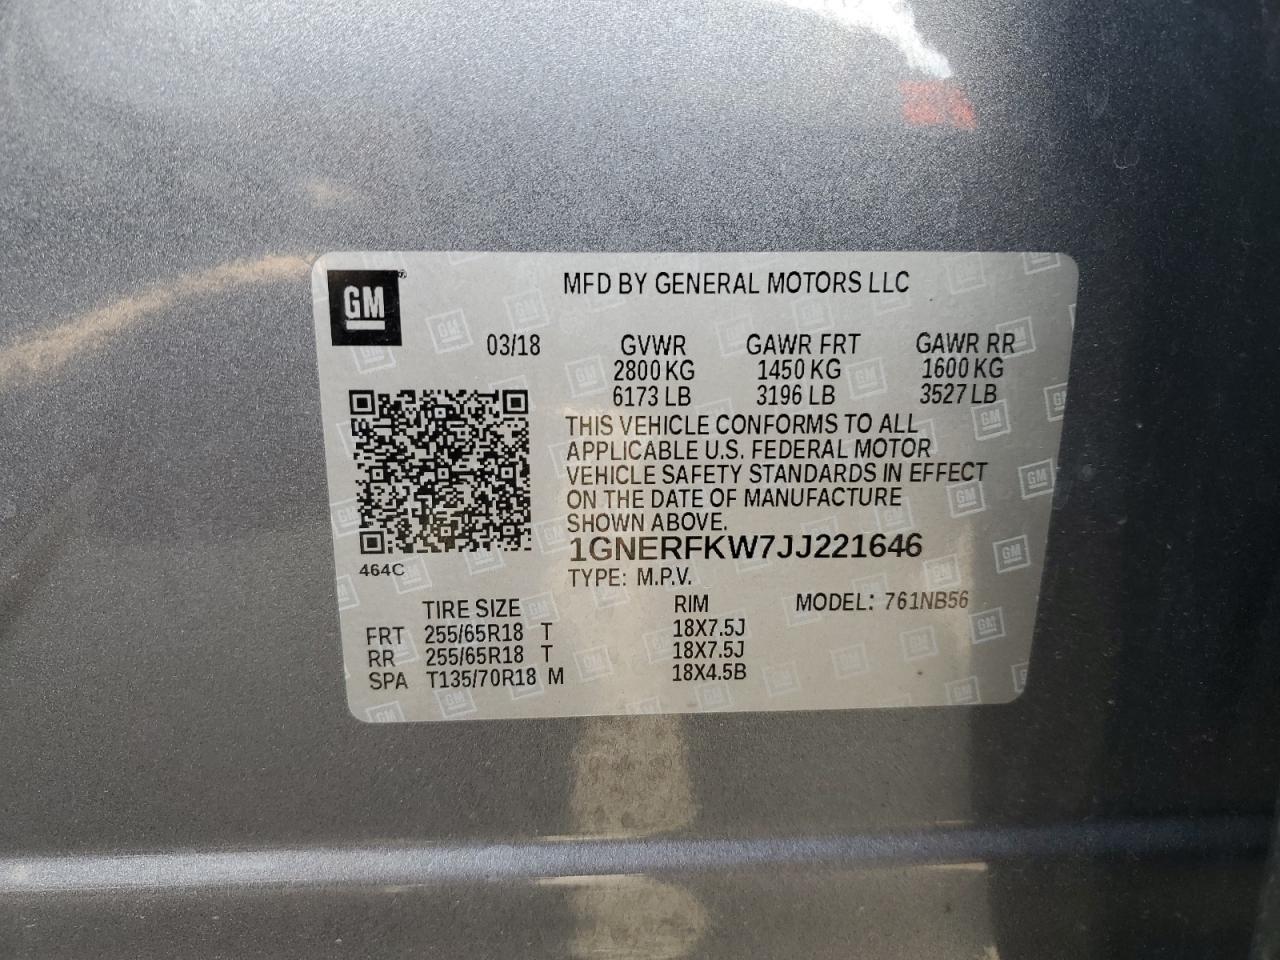 GM
MFD BY GENERAL MOTORS LLC
03/18 GVWR GAWR FRT GAWR RR
2800 KG 1450 KG 1600 KG
6173 LB 3196 LB 3527 LB
THIS VEHICLE CONFORMS TO ALL
APPLICABLE U.S. FEDERAL MOTOR
VEHICLE SAFETY STANDARDS IN EFFECT
ON THE DATE OF MANUFACTURE
SHOWN ABOVE.
1GNERFKW7JJ221646
464C
TYPE: M.P.V.
TIRE SIZE RIM MODEL: 761NB56
FRT 255/65R18 T 18X7.5J
RR 255/65R18 T 18X7.5J
SPA T135/70R18 M 18X4.5B